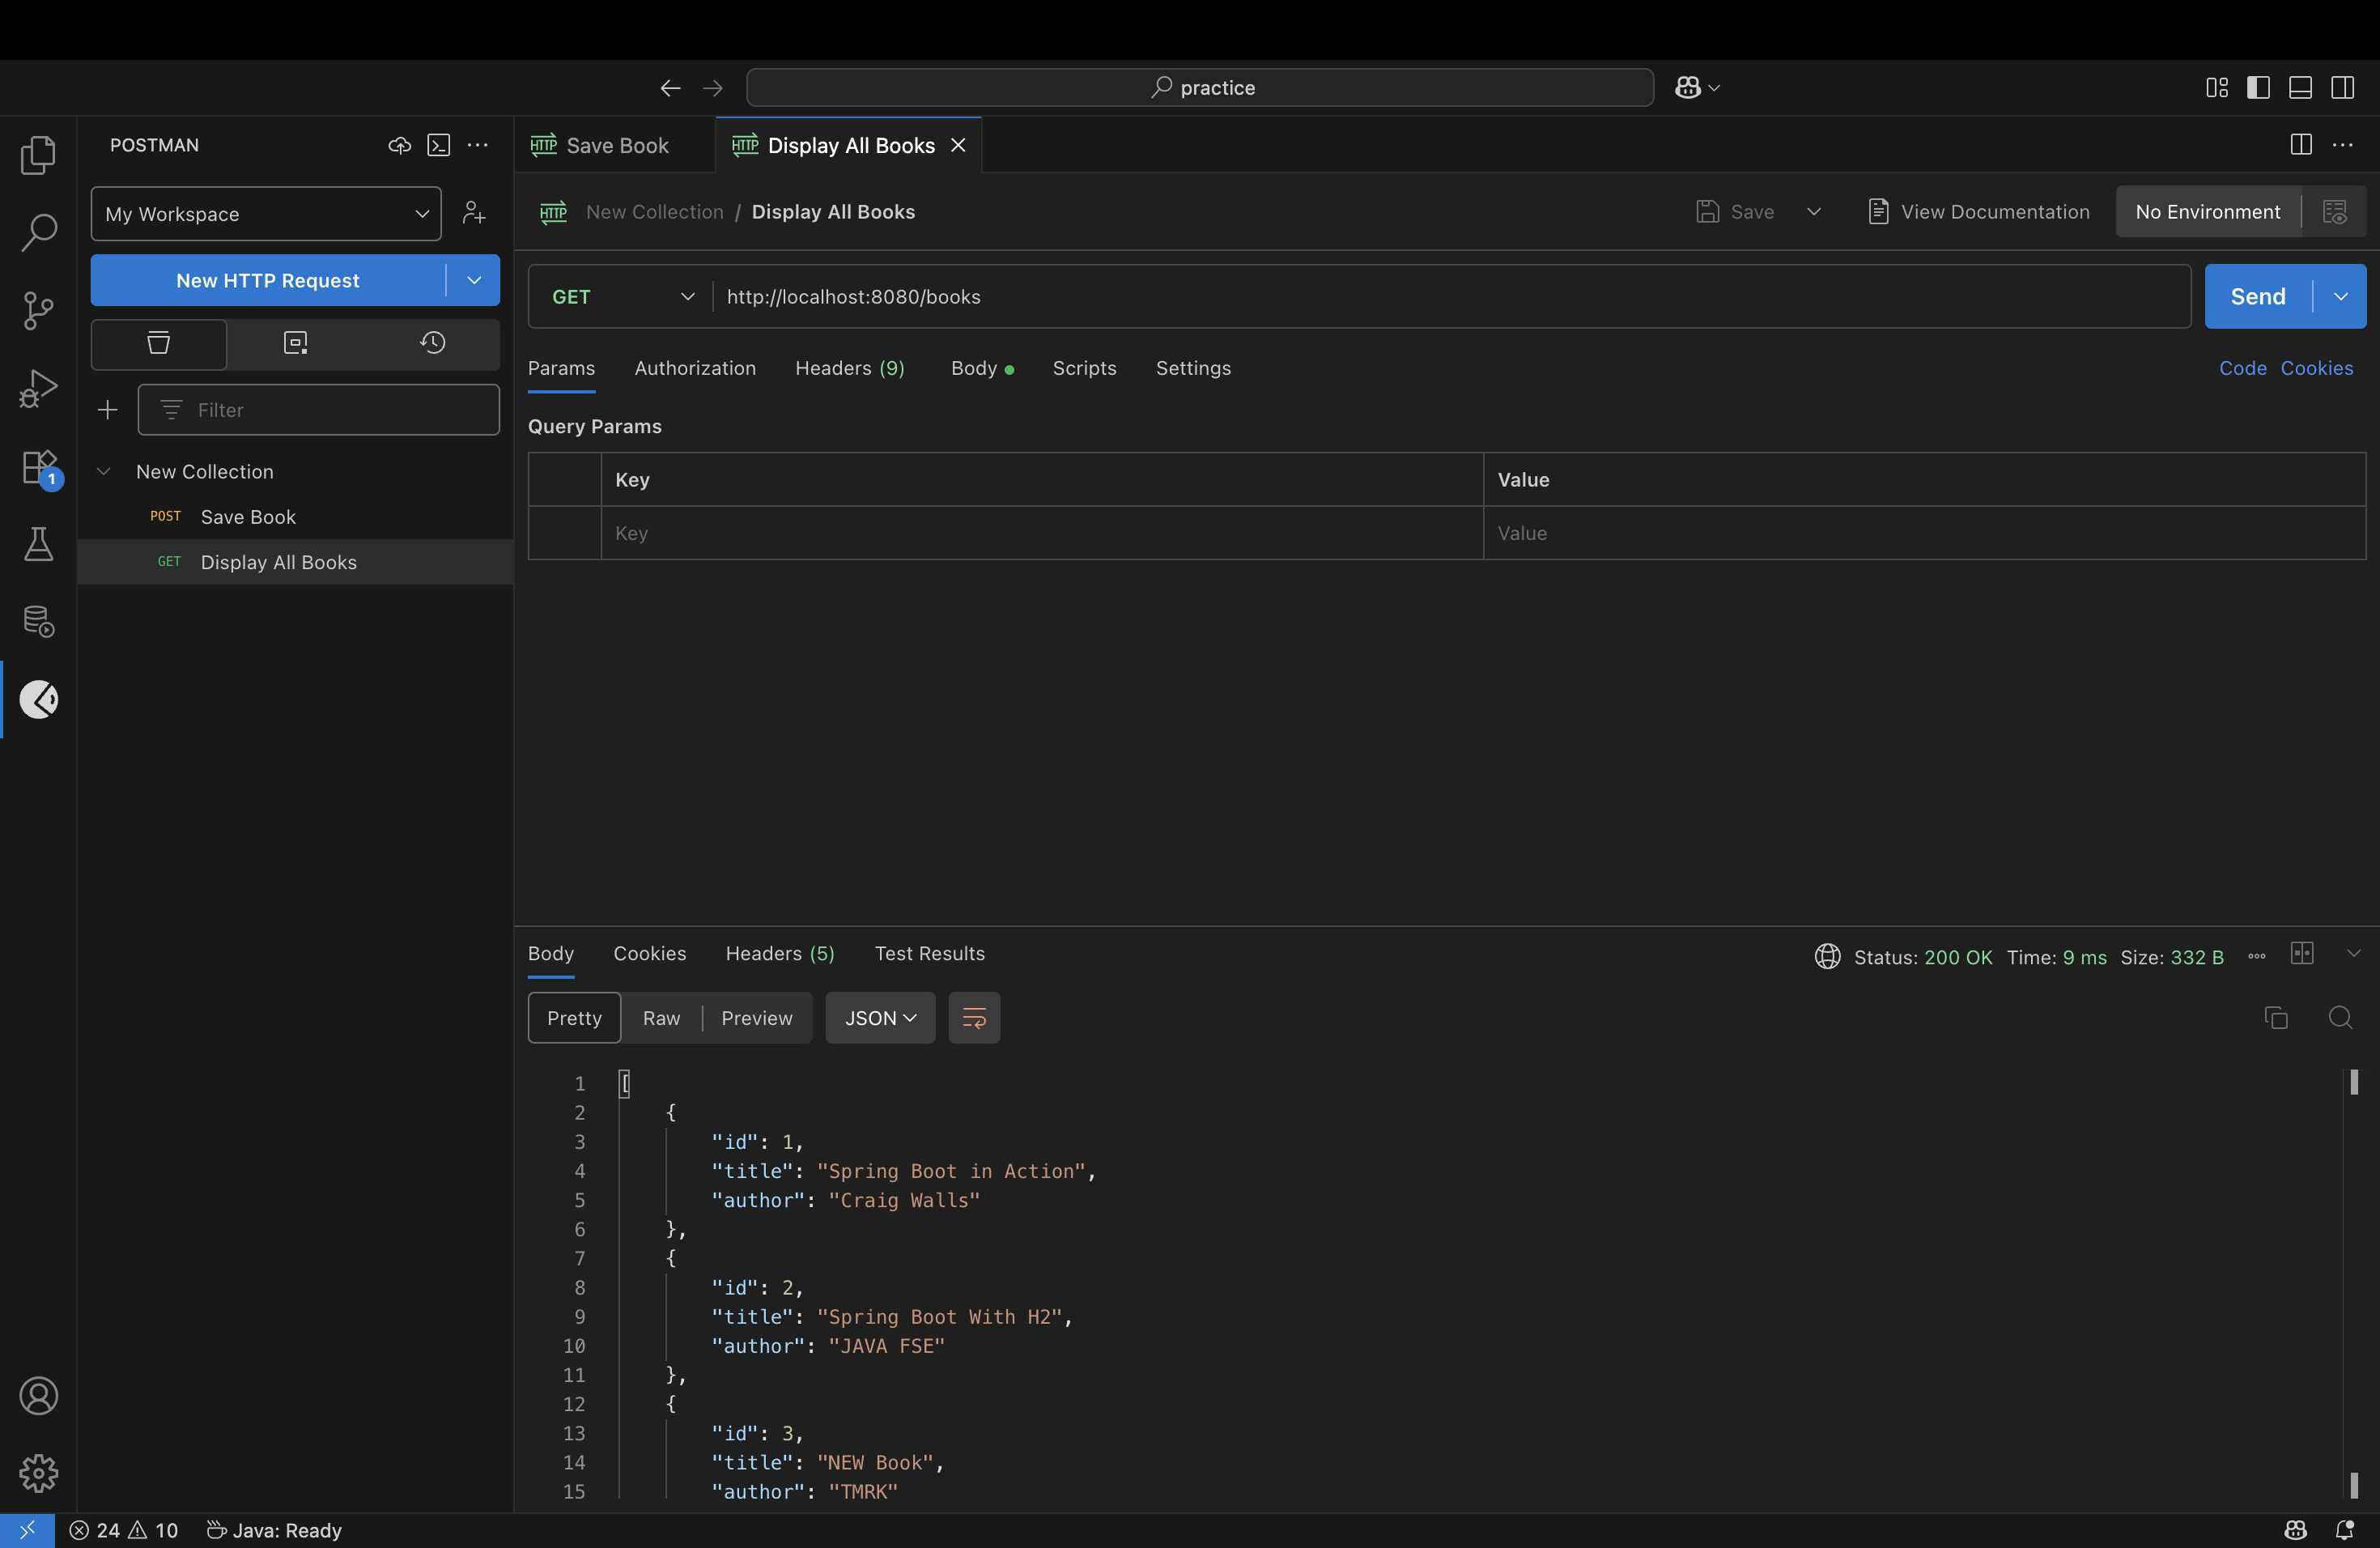 practice
POSTMAN
My Workspace
New HTTP Request
Filter
New Collection
POST Save Book
GET Display All Books
1
HTTP Save Book
HTTP Display All Books
HTTP New Collection / Display All Books
Save
View Documentation
No Environment
GET http://localhost:8080/books
Send
Params Authorization Headers (9) Body Scripts Settings
Code Cookies
Query Params
Key Value
Key Value
Body Cookies Headers (5) Test Results
Status: 200 OK Time: 9 ms Size: 332 B
Pretty Raw Preview JSON
1 [
2 {
3 "id": 1,
4 "title": "Spring Boot in Action",
5 "author": "Craig Walls"
6 },
7 {
8 "id": 2,
9 "title": "Spring Boot With H2",
10 "author": "JAVA FSE"
11 },
12 {
13 "id": 3,
14 "title": "NEW Book",
15 "author": "TMRK"
24 10 Java: Ready